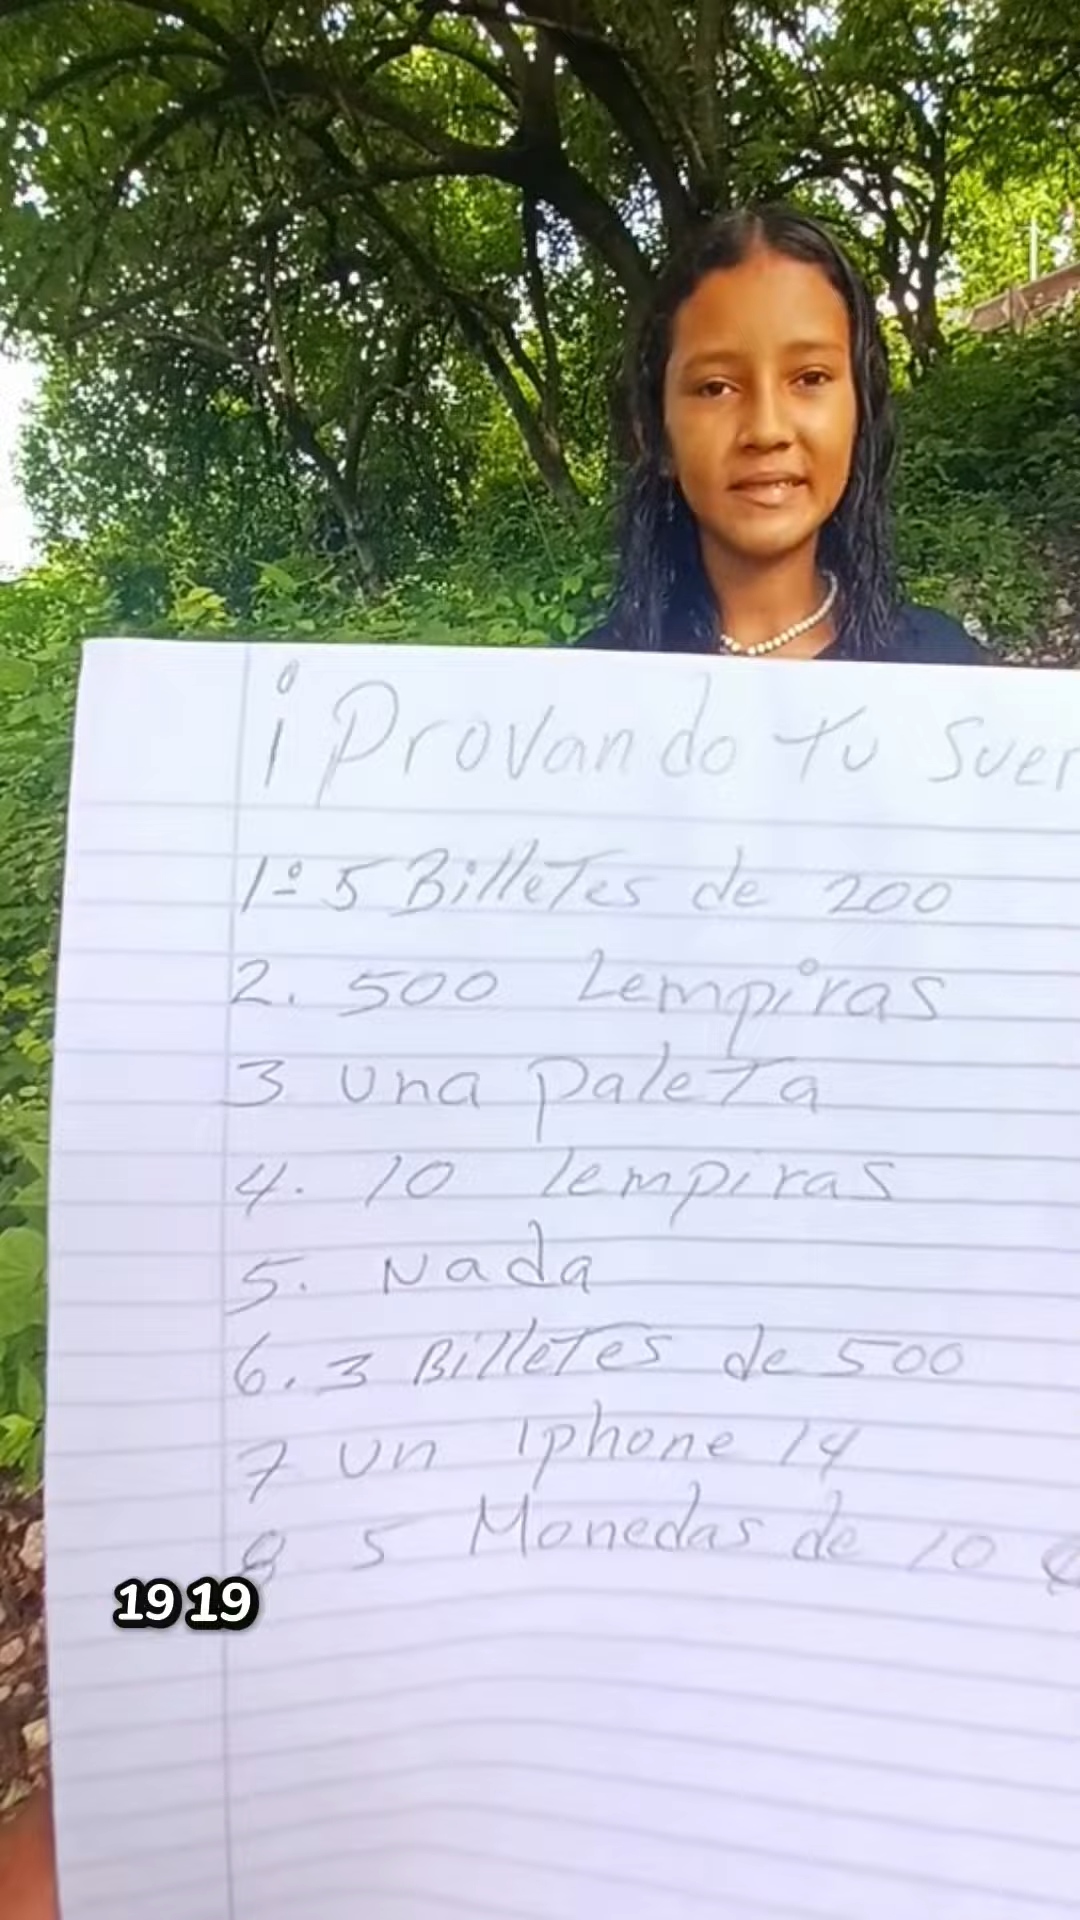 ¡Provando tu suer
1º 5 Billetes de 200
2. 500 Lempiras
3 una paleta
4. 10 lempiras
5. Nada
6. 3 Billetes de 500
7 un iphone 14
8 5 Monedas de 10 ¢
19 19